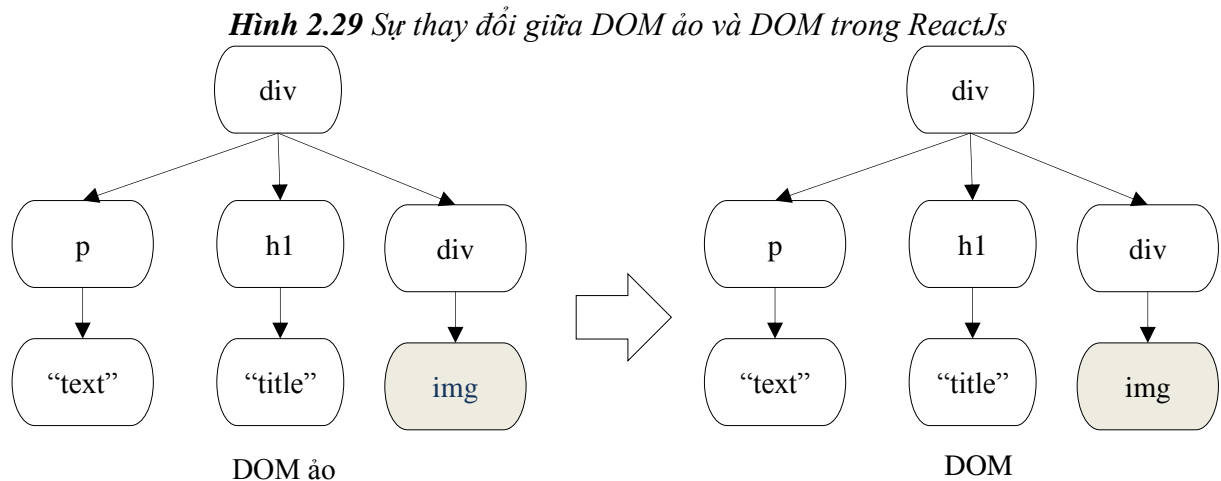 Hình 2.29 Sự thay đổi giữa DOM ảo và DOM trong ReactJs
div div
p h1 div p h1 div
“text” “title” img “text” “title” img
DOM ảo DOM